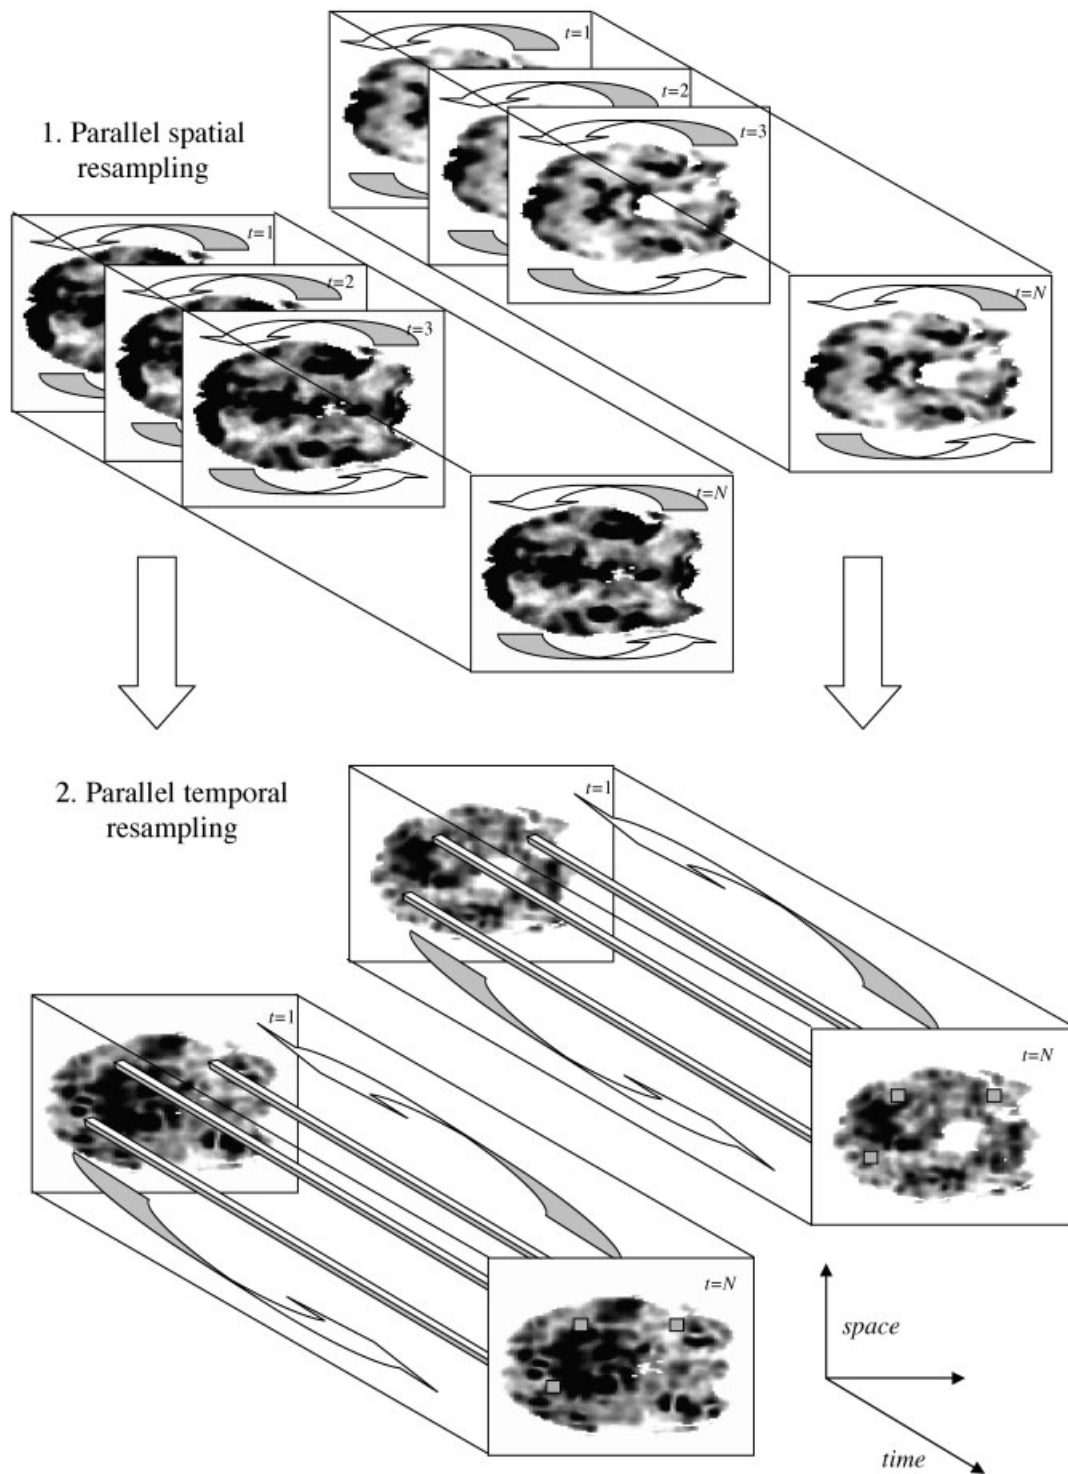 t=1
t=2
1. Parallel spatial
resampling
t=3
t=1
t=2
t=3
t=N
t=N
2. Parallel temporal
resampling
t=1
t=1
t=N
t=N
space
time